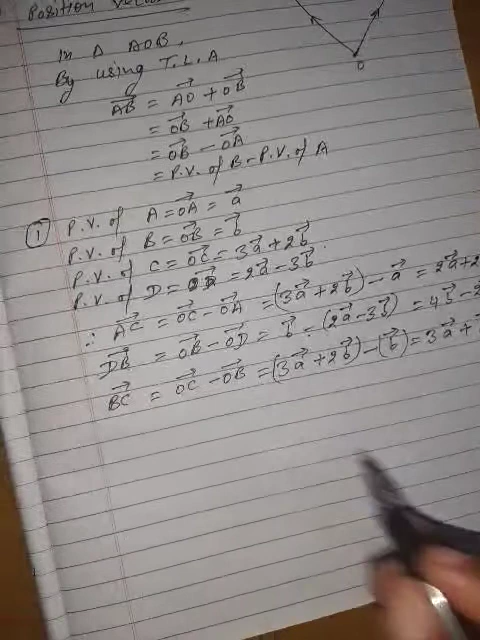 Position Vector
O
In Δ AOB,
By using T.L.A
AB⃗ = AO⃗ + OB⃗
= OB⃗ + AO⃗
= OB⃗ - OA⃗
= P.V. of B - P.V. of A
① P.V. of A = OA⃗ = a⃗
P.V. of B = OB⃗ = b⃗
P.V. of C = OC⃗ = 3a⃗ + 2b⃗
P.V. of D = OD⃗ = 2a⃗ - 3b⃗
∴ AC⃗ = OC⃗ - OA⃗ = (3a⃗ + 2b⃗) - a⃗ = 2a⃗ + 2
DB⃗ = OB⃗ - OD⃗ = b⃗ - (2a⃗ - 3b⃗) = 4b⃗ - 2
BC⃗ = OC⃗ - OB⃗ = (3a⃗ + 2b⃗) - (b⃗) = 3a⃗ +